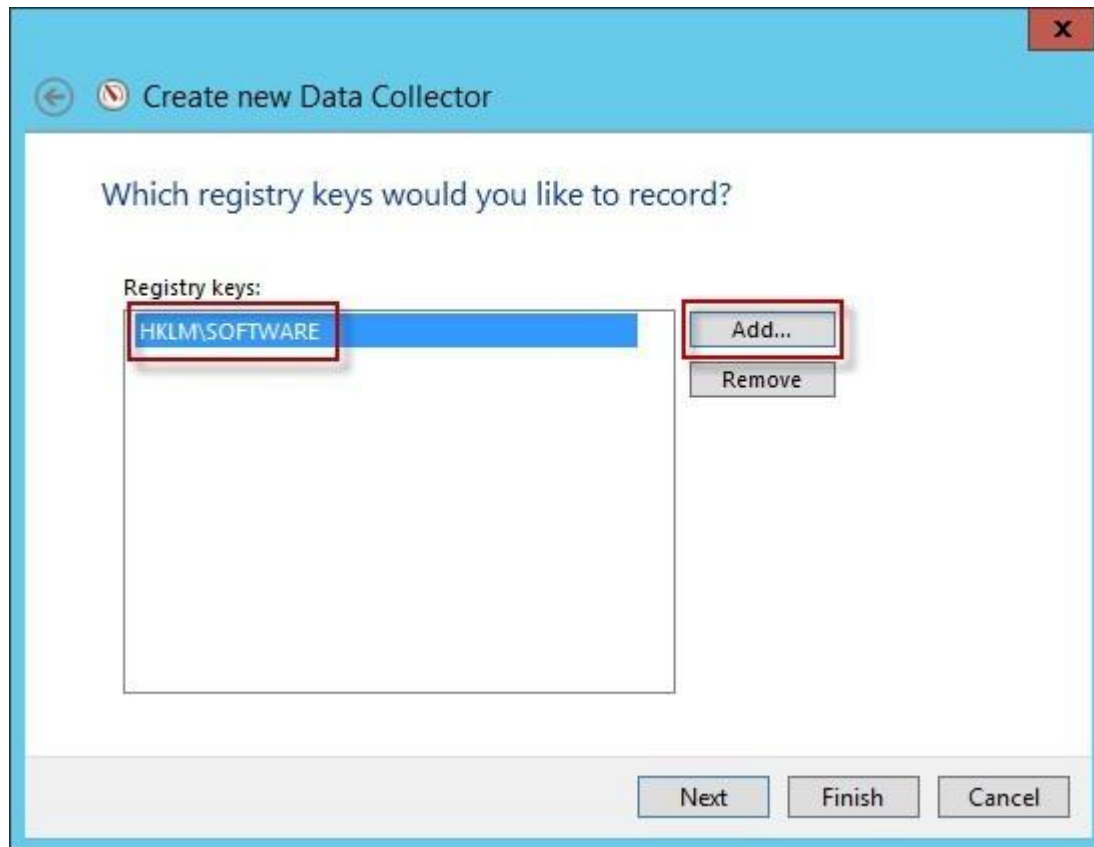 x
Create new Data Collector
Which registry keys would you like to record?
Registry keys:
HKLM\SOFTWARE
Add...
Remove
Next Finish Cancel